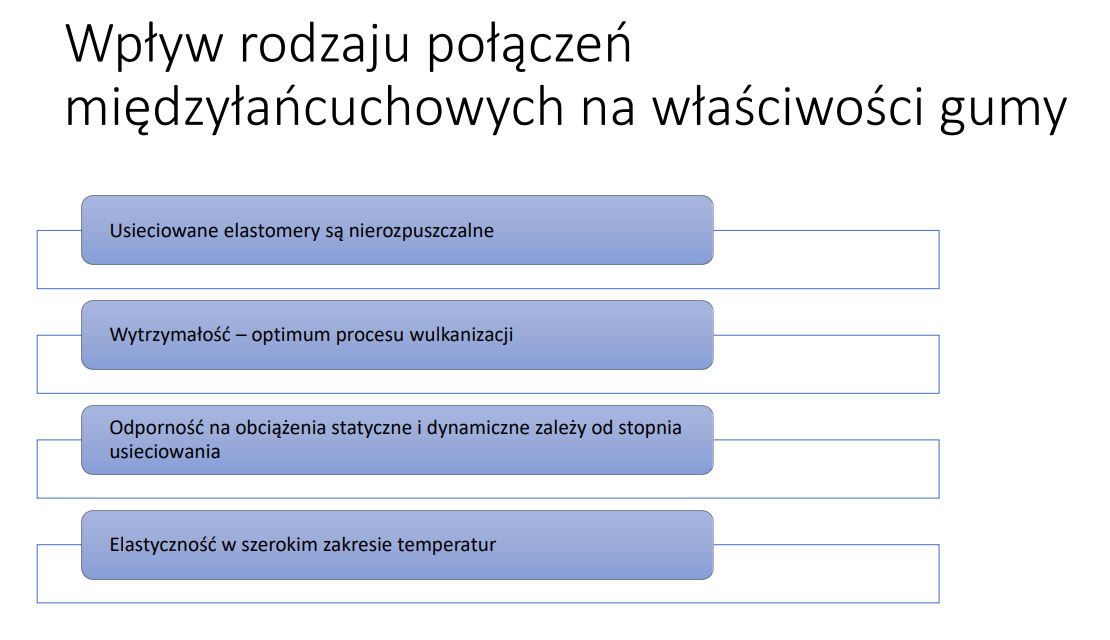 Wpływ rodzaju połączeń
międzyłańcuchowych na właściwości gumy
Usieciowane elastomery są nierozpuszczalne
Wytrzymałość – optimum procesu wulkanizacji
Odporność na obciążenia statyczne i dynamiczne zależy od stopnia
usieciowania
Elastyczność w szerokim zakresie temperatur